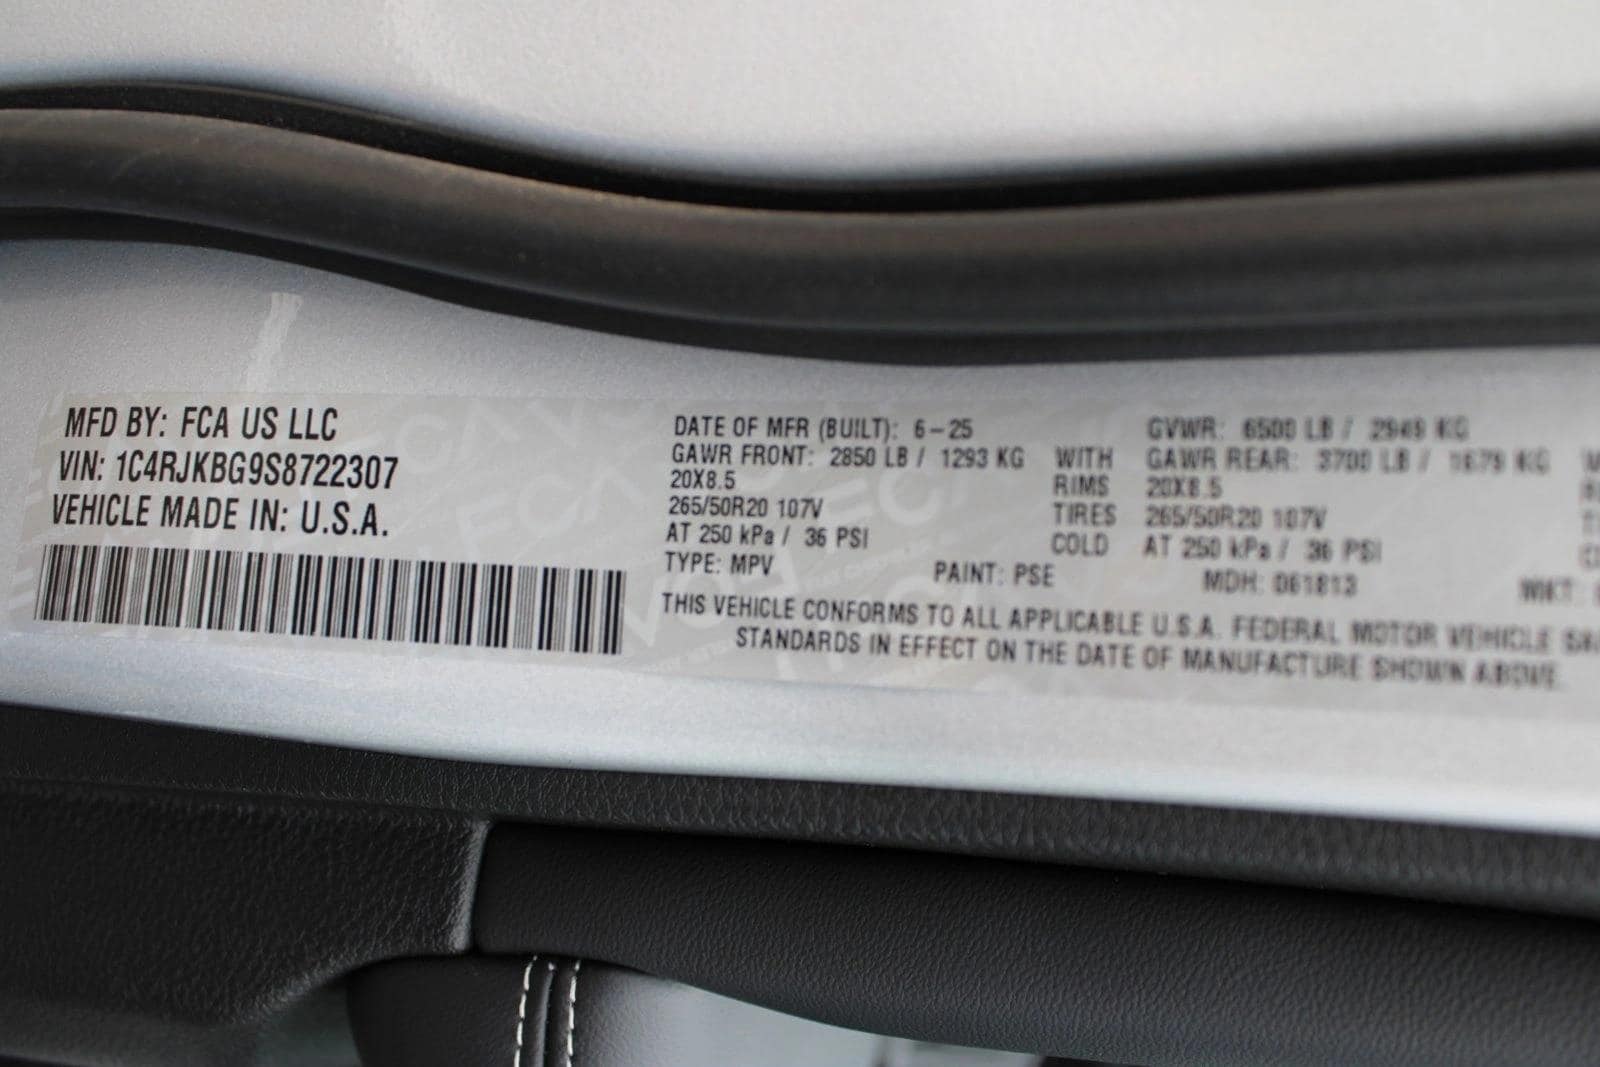 MFD BY: FCA US LLC
VIN: 1C4RJKBG9S8722307
VEHICLE MADE IN: U.S.A.
DATE OF MFR (BUILT): 6-25 GVWR: 6500 LB / 2949 KG
GAWR FRONT: 2850 LB / 1293 KG WITH GAWR REAR: 3700 LB / 1679 KG
20X8.5 RIMS 20X8.5
265/50R20 107V TIRES 265/50R20 107V
AT 250 kPa / 36 PSI COLD AT 250 kPa / 36 PSI
TYPE: MPV PAINT: PSE MDH: 061813 MKT:
THIS VEHICLE CONFORMS TO ALL APPLICABLE U.S.A. FEDERAL MOTOR VEHICLE
STANDARDS IN EFFECT ON THE DATE OF MANUFACTURE SHOWN ABOVE.